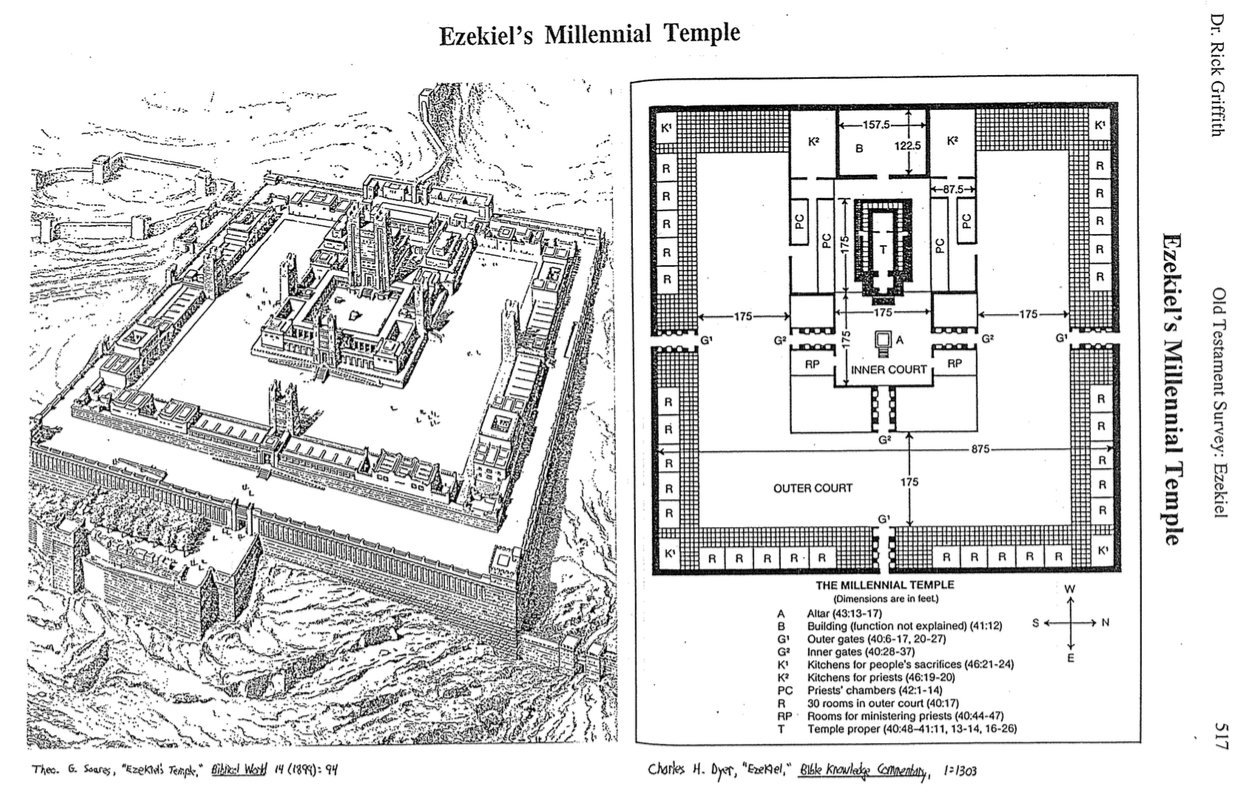 Ezekiel's Millennial Temple
Dr. Rick Griffith
Old Testament Survey: Ezekiel
517
Ezekiel's Millennial Temple
Theo. G. Soares, "Ezekiel's Temple," Biblical World 14 (1899): 94
K¹
K²
157.5
B
122.5
K²
K¹
R
R
87.5
R
R
R
PC
PC
175
T
PC
PC
R
R
R
R
R
R
175
175
175
G¹
G²
175
A
G²
G¹
RP
INNER COURT
RP
R
R
R
G²
R
R
875
R
R
175
R
OUTER COURT
R
R
G¹
K¹
R R R R R
R R R R R
K¹
THE MILLENNIAL TEMPLE
(Dimensions are in feet.)
A Altar (43:13-17)
B Building (function not explained) (41:12)
G¹ Outer gates (40:6-17, 20-27)
G² Inner gates (40:28-37)
K¹ Kitchens for people's sacrifices (46:21-24)
K² Kitchens for priests (46:19-20)
PC Priests' chambers (42:1-14)
R 30 rooms in outer court (40:17)
RP Rooms for ministering priests (40:44-47)
T Temple proper (40:48–41:11, 13-14, 16-26)
W
S N
E
Charles H. Dyer, "Ezekiel," Bible Knowledge Commentary, 1:1303